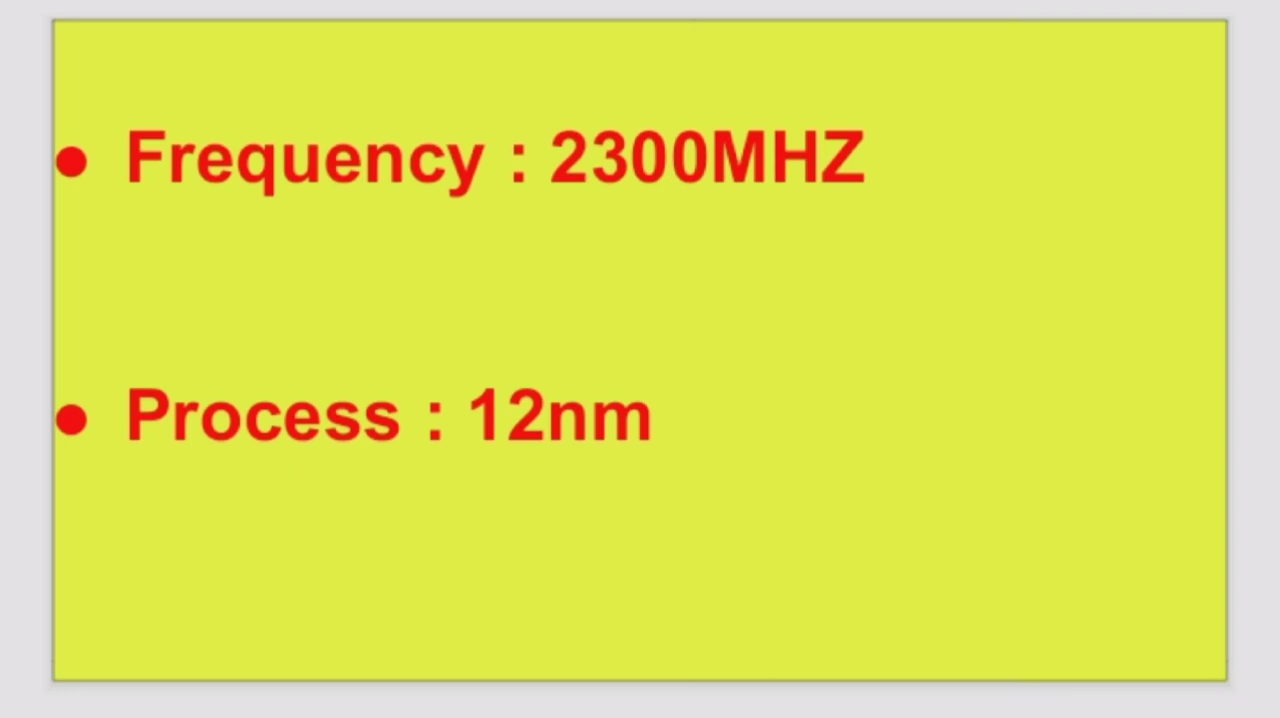 • Frequency : 2300MHZ
• Process : 12nm